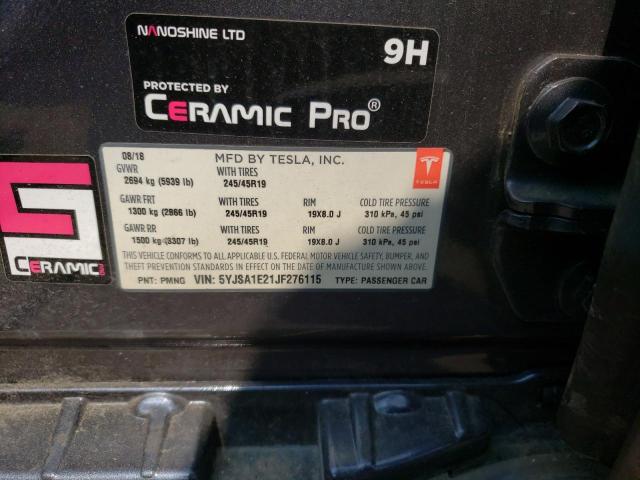 NANOSHINE LTD
9H
PROTECTED BY
CERAMIC PRO®
08/18 MFD BY TESLA, INC.
GVWR WITH TIRES
2694 kg (5939 lb) 245/45R19
TESLA
GAWR FRT WITH TIRES RIM COLD TIRE PRESSURE
1300 kg (2866 lb) 245/45R19 19X8.0 J 310 kPa, 45 psi
GAWR RR WITH TIRES RIM COLD TIRE PRESSURE
1500 kg (3307 lb) 245/45R19 19X8.0 J 310 kPa, 45 psi
THIS VEHICLE CONFORMS TO ALL APPLICABLE U.S. FEDERAL MOTOR VEHICLE SAFETY, BUMPER, AND
THEFT PREVENTION STANDARDS IN EFFECT ON THE DATE OF MANUFACTURE SHOWN ABOVE.
PNT: PMNG VIN: 5YJSA1E21JF276115 TYPE: PASSENGER CAR
5
CERAMIC